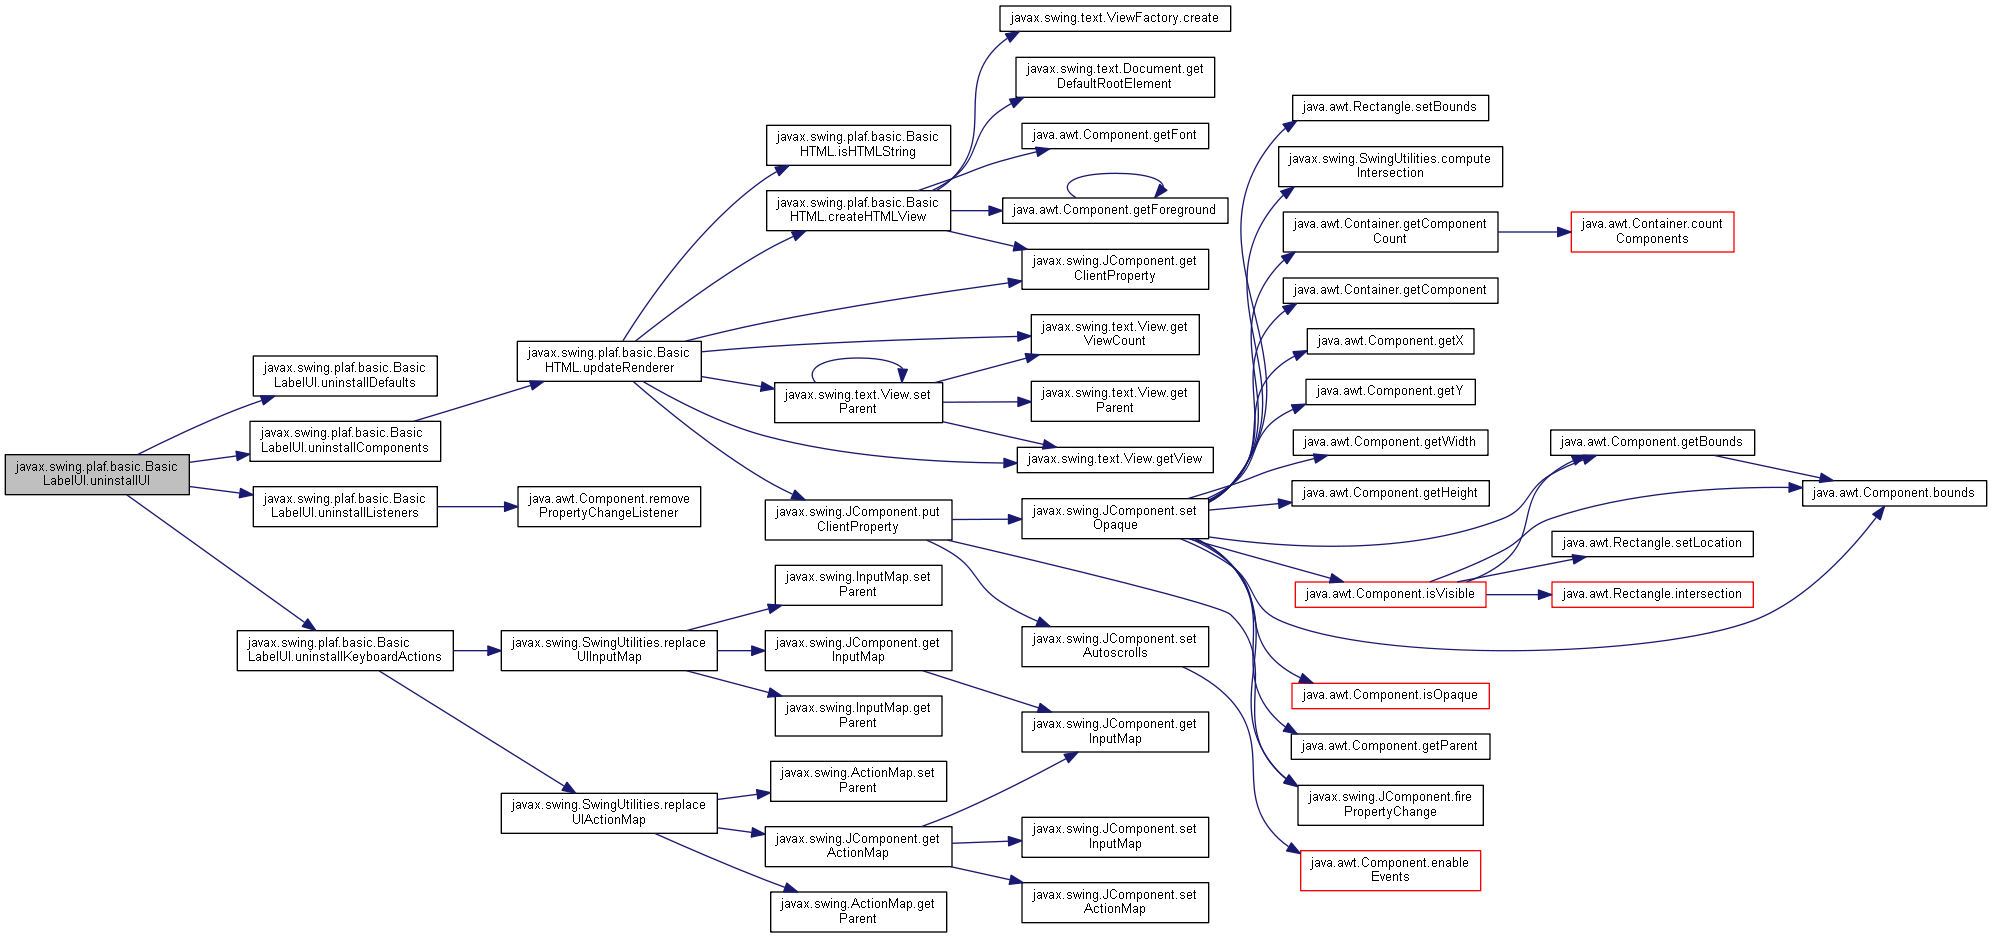 javax.swing.plaf.basic.Basic
LabelUI.uninstallUI
javax.swing.plaf.basic.Basic
LabelUI.uninstallDefaults
javax.swing.plaf.basic.Basic
LabelUI.uninstallComponents
javax.swing.plaf.basic.Basic
LabelUI.uninstallListeners
javax.swing.plaf.basic.Basic
LabelUI.uninstallKeyboardActions
javax.swing.plaf.basic.Basic
HTML.updateRenderer
java.awt.Component.remove
PropertyChangeListener
javax.swing.SwingUtilities.replace
UIInputMap
javax.swing.SwingUtilities.replace
UIActionMap
javax.swing.plaf.basic.Basic
HTML.isHTMLString
javax.swing.plaf.basic.Basic
HTML.createHTMLView
javax.swing.text.View.set
Parent
javax.swing.JComponent.put
ClientProperty
javax.swing.InputMap.set
Parent
javax.swing.JComponent.get
InputMap
javax.swing.InputMap.get
Parent
javax.swing.ActionMap.set
Parent
javax.swing.JComponent.get
ActionMap
javax.swing.ActionMap.get
Parent
javax.swing.text.ViewFactory.create
javax.swing.text.Document.get
DefaultRootElement
java.awt.Component.getFont
java.awt.Component.getForeground
javax.swing.JComponent.get
ClientProperty
javax.swing.text.View.get
ViewCount
javax.swing.text.View.get
Parent
javax.swing.text.View.getView
javax.swing.JComponent.set
Opaque
javax.swing.JComponent.set
Autoscrolls
javax.swing.JComponent.get
InputMap
javax.swing.JComponent.set
InputMap
javax.swing.JComponent.set
ActionMap
java.awt.Rectangle.setBounds
javax.swing.SwingUtilities.compute
Intersection
java.awt.Container.getComponent
Count
java.awt.Container.getComponent
java.awt.Component.getX
java.awt.Component.getY
java.awt.Component.getWidth
java.awt.Component.getHeight
java.awt.Component.isVisible
java.awt.Component.isOpaque
java.awt.Component.getParent
javax.swing.JComponent.fire
PropertyChange
java.awt.Component.enable
Events
java.awt.Container.count
Components
java.awt.Component.getBounds
java.awt.Rectangle.setLocation
java.awt.Rectangle.intersection
java.awt.Component.bounds